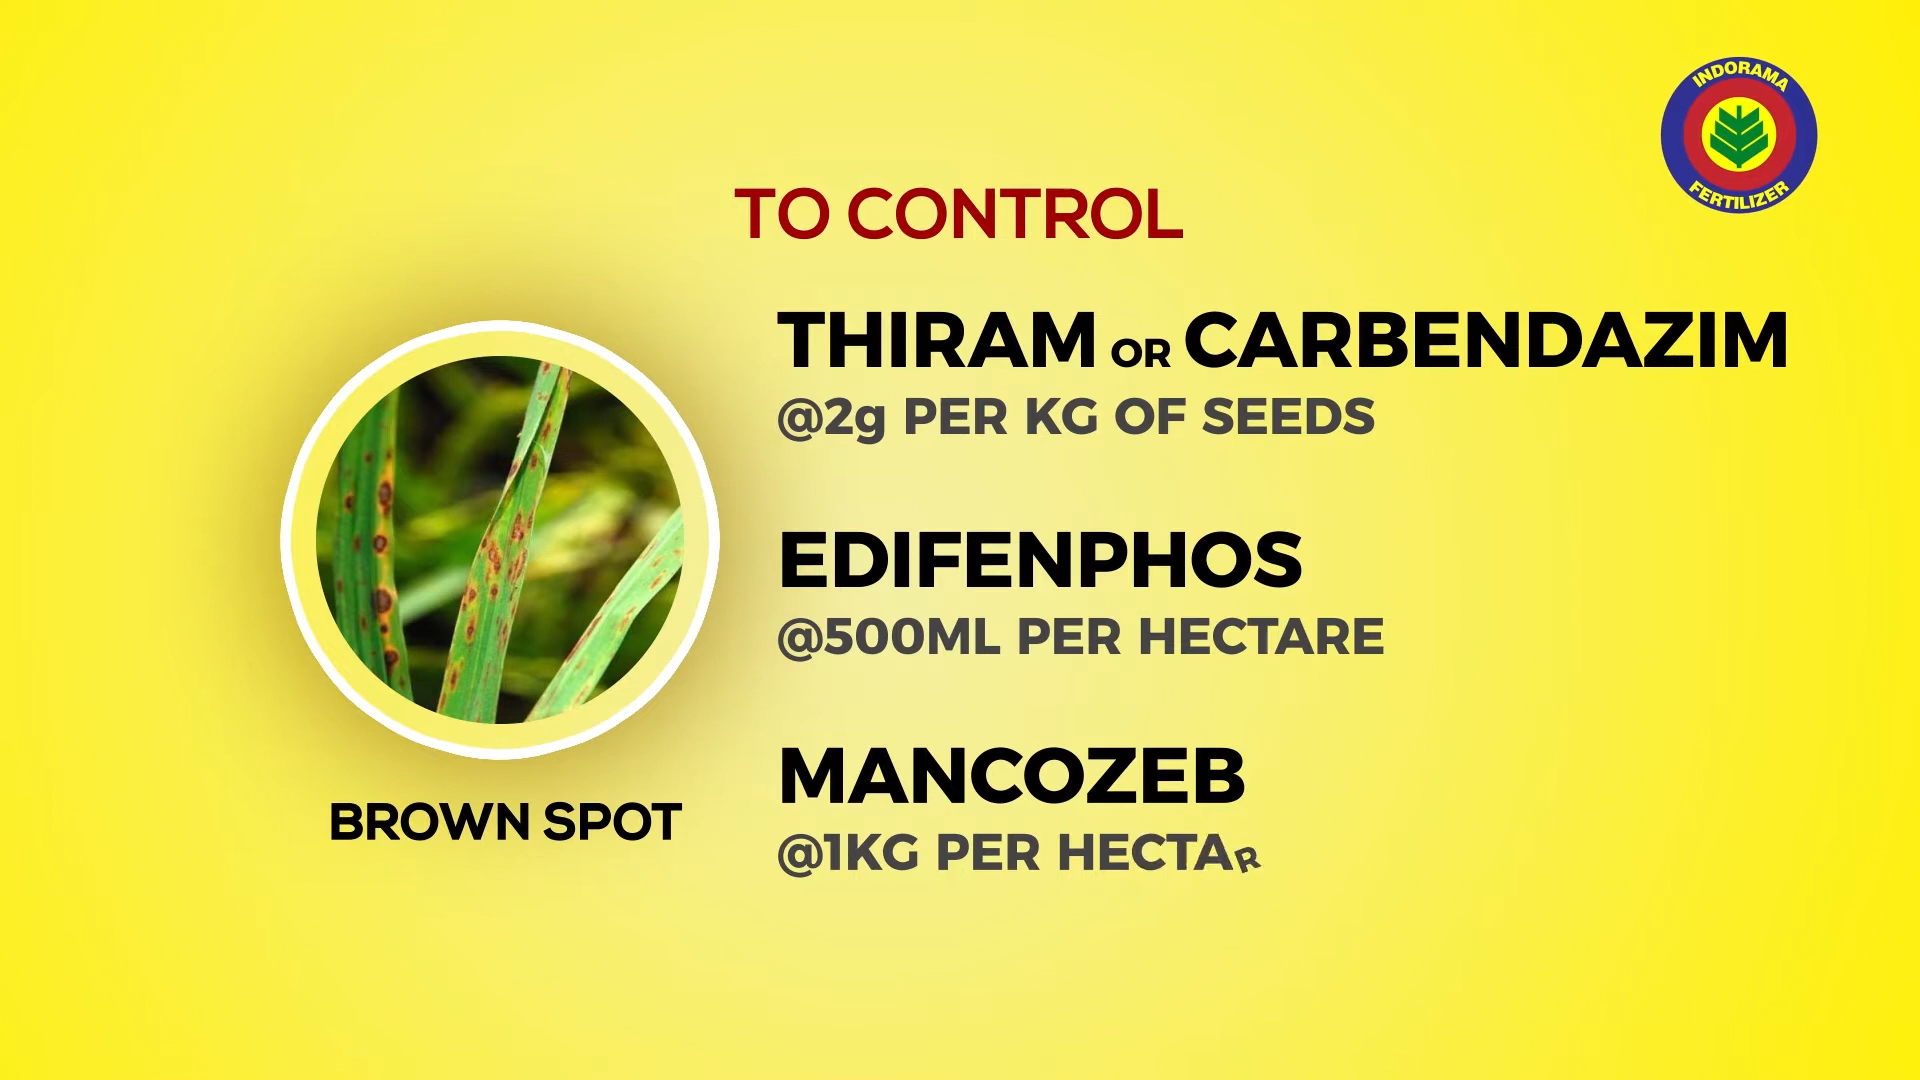 INDORAMA
FERTILIZER
TO CONTROL
THIRAM OR CARBENDAZIM
@2g PER KG OF SEEDS
EDIFENPHOS
@500ML PER HECTARE
MANCOZEB
@1KG PER HECTAR
BROWN SPOT